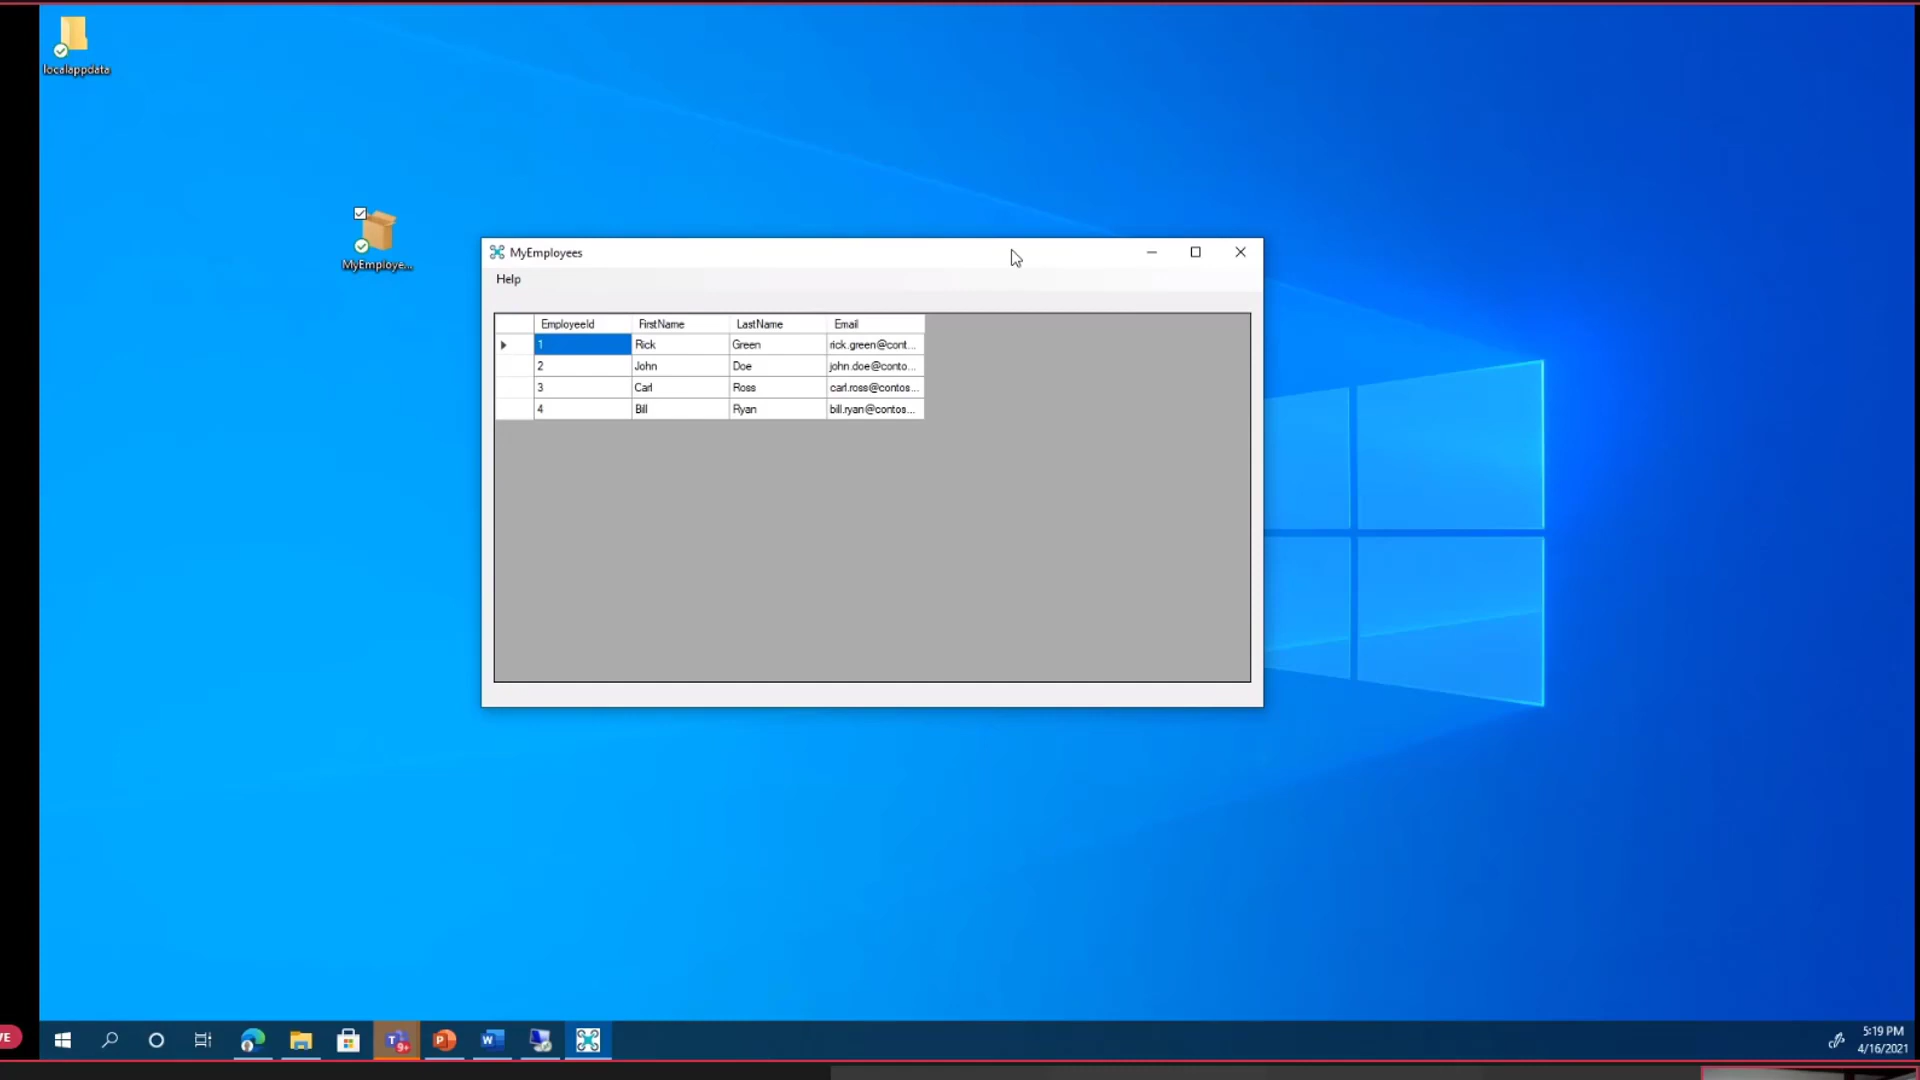 localappdata
MyEmploye...
MyEmployees
Help
EmployeeId FirstName LastName Email
1 Rick Green rick.green@cont...
2 John Doe john.doe@conto...
3 Carl Ross carl.ross@contos...
4 Bill Ryan bill.ryan@contos...
VE
9+
P
W
5:19 PM
4/16/2021